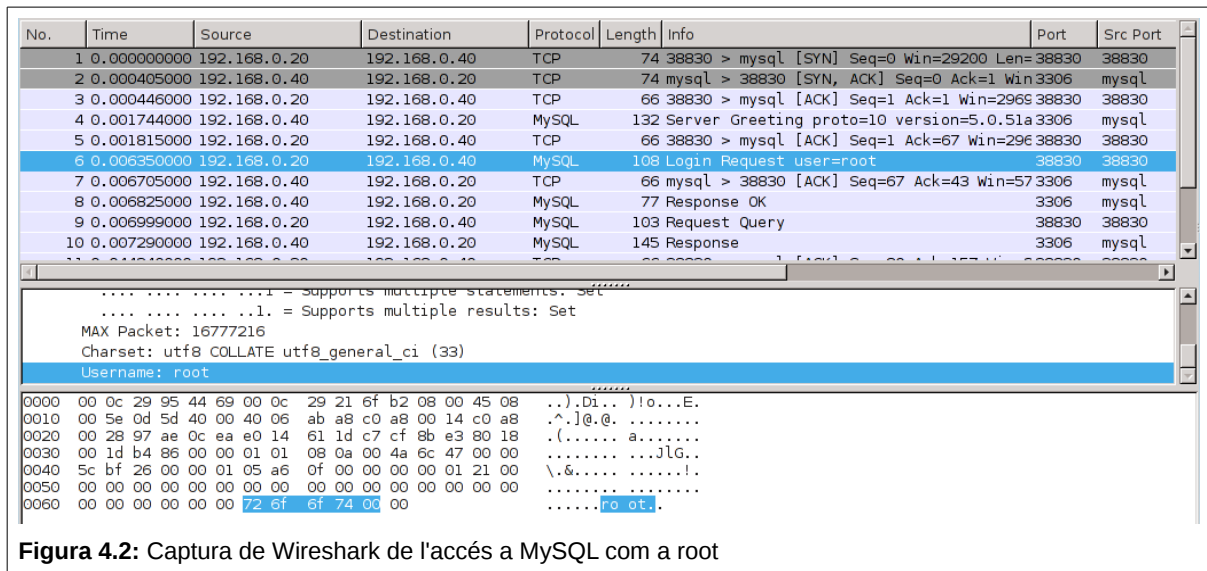 No. Time Source Destination Protocol Length Info Port Src Port
1 0.000000000 192.168.0.20 192.168.0.40 TCP 74 38830 > mysql [SYN] Seq=0 Win=29200 Len= 38830 38830
2 0.000405000 192.168.0.40 192.168.0.20 TCP 74 mysql > 38830 [SYN, ACK] Seq=0 Ack=1 Win 3306 mysql
3 0.000446000 192.168.0.20 192.168.0.40 TCP 66 38830 > mysql [ACK] Seq=1 Ack=1 Win=2969 38830 38830
4 0.001744000 192.168.0.40 192.168.0.20 MySQL 132 Server Greeting proto=10 version=5.0.51a 3306 mysql
5 0.001815000 192.168.0.20 192.168.0.40 TCP 66 38830 > mysql [ACK] Seq=1 Ack=67 Win=296 38830 38830
6 0.006350000 192.168.0.20 192.168.0.40 MySQL 108 Login Request user=root 38830 38830
7 0.006705000 192.168.0.40 192.168.0.20 TCP 66 mysql > 38830 [ACK] Seq=67 Ack=43 Win=57 3306 mysql
8 0.006825000 192.168.0.40 192.168.0.20 MySQL 77 Response OK 3306 mysql
9 0.006999000 192.168.0.20 192.168.0.40 MySQL 103 Request Query 38830 38830
10 0.007290000 192.168.0.40 192.168.0.20 MySQL 145 Response 3306 mysql
.... .... .... ...1 = Supports multiple statements: Set
.... .... .... ..1. = Supports multiple results: Set
MAX Packet: 16777216
Charset: utf8 COLLATE utf8_general_ci (33)
Username: root
0000 00 0c 29 95 44 69 00 0c 29 21 6f b2 08 00 45 08 ..).Di.. )!o...E.
0010 00 5e 0d 5d 40 00 40 06 ab a8 c0 a8 00 14 c0 a8 .^.]@.@. ........
0020 00 28 97 ae 0c ea e0 14 61 1d c7 cf 8b e3 80 18 .(...... a.......
0030 00 1d b4 86 00 00 01 01 08 0a 00 4a 6c 47 00 00 ........ ...JlG..
0040 5c bf 26 00 00 01 05 a6 0f 00 00 00 00 01 21 00 \.&..... ......!.
0050 00 00 00 00 00 00 00 00 00 00 00 00 00 00 00 00 ........ ........
0060 00 00 00 00 00 00 72 6f 6f 74 00 00 ......ro ot..
Figura 4.2: Captura de Wireshark de l'accés a MySQL com a root